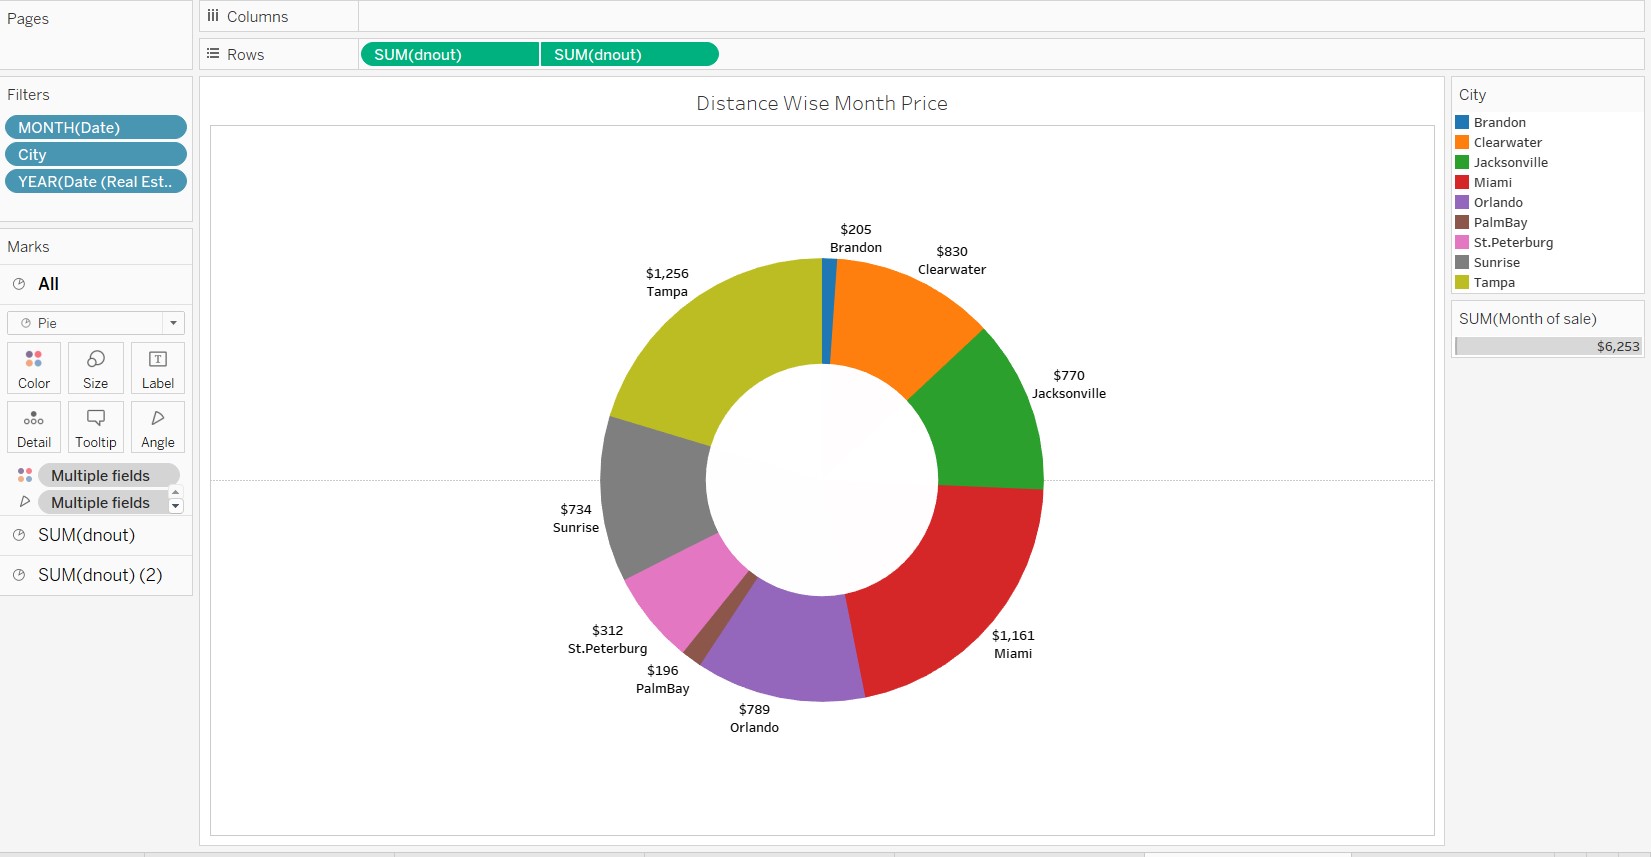 Pages
Columns
Rows
SUM(dnout)
SUM(dnout)
Filters
MONTH(Date)
City
YEAR(Date (Real Est..
Marks
All
Pie
Color
Size
T
Label
Detail
Tooltip
Angle
Multiple fields
Multiple fields
SUM(dnout)
SUM(dnout) (2)
Distance Wise Month Price
$205
Brandon
$830
Clearwater
$770
Jacksonville
$1,161
Miami
$789
Orlando
$196
PalmBay
$312
St.Peterburg
$734
Sunrise
$1,256
Tampa
City
Brandon
Clearwater
Jacksonville
Miami
Orlando
PalmBay
St.Peterburg
Sunrise
Tampa
SUM(Month of sale)
$6,253